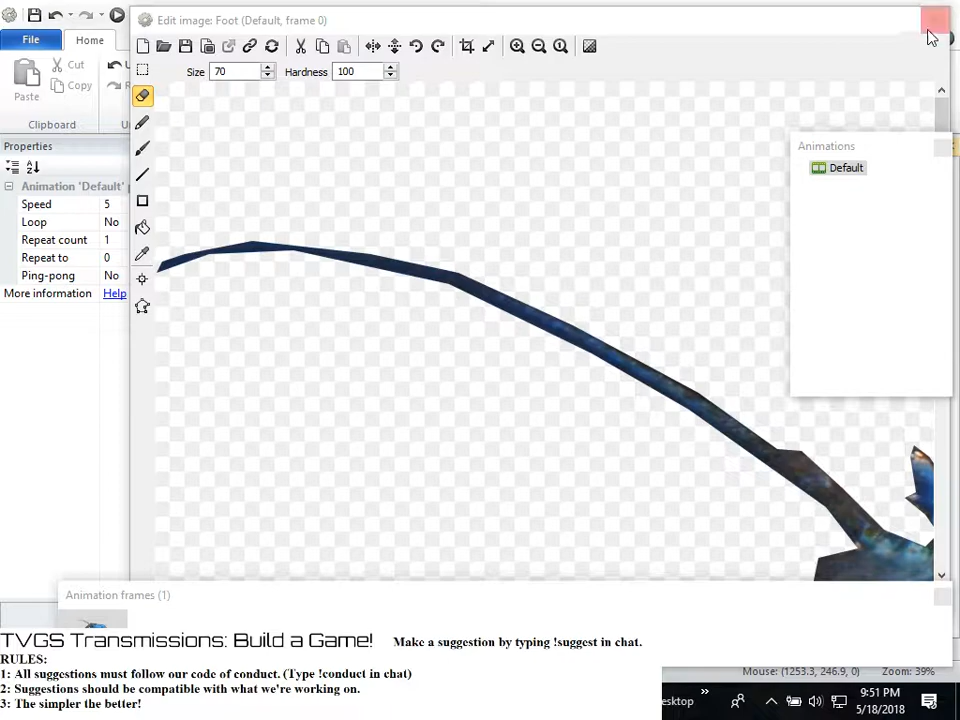 Edit image: Foot (Default, frame 0)
File
Home
Size 70 Hardness 100
Paste
Cut
Copy
Clipboard
Properties
Animation 'Default'
Speed 5
Loop No
Repeat count 1
Repeat to 0
Ping-pong No
More information Help
Animations
Default
Animation frames (1)
TVGS Transmissions: Build a Game! Make a suggestion by typing !suggest in chat.
RULES:
1: All suggestions must follow our code of conduct. (Type !conduct in chat)
2: Suggestions should be compatible with what we're working on.
3: The simpler the better!
Mouse: (1253.3, 246.9, 0) Zoom: 39%
esktop
9:51 PM
5/18/2018